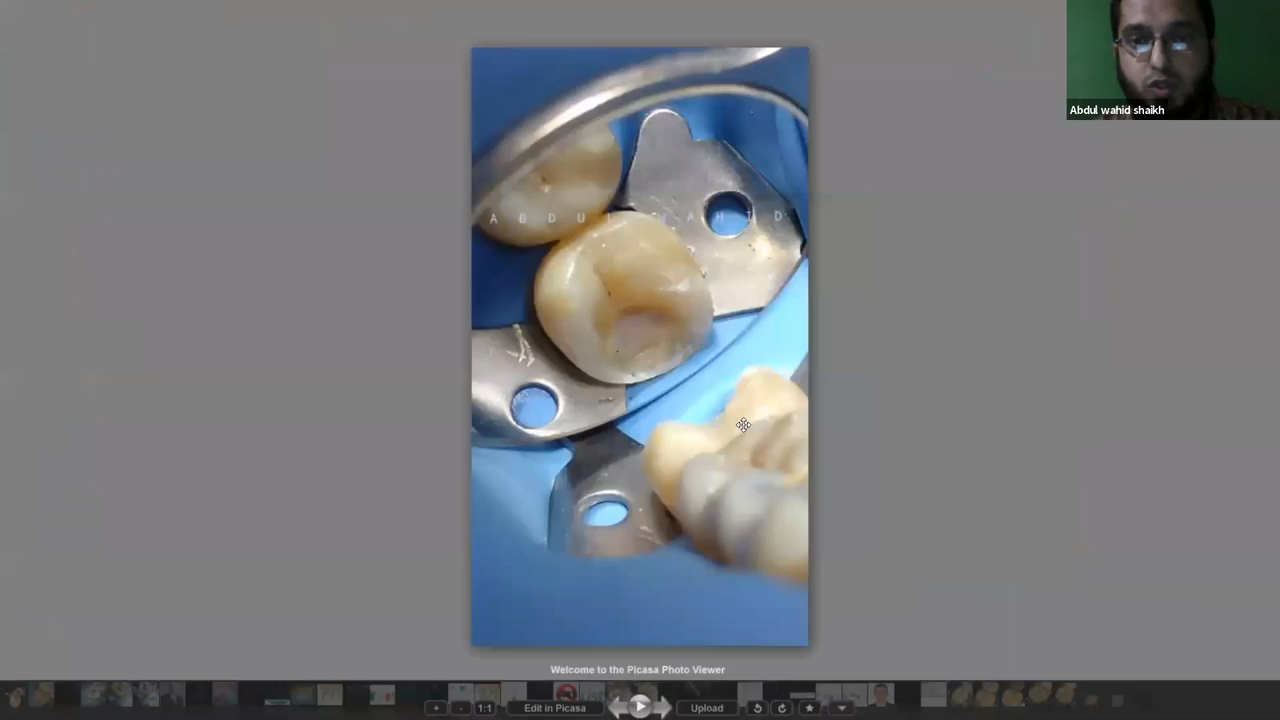 Abdul wahid shaikh
Welcome to the Picasa Photo Viewer
1:1
Edit in Picasa
Upload